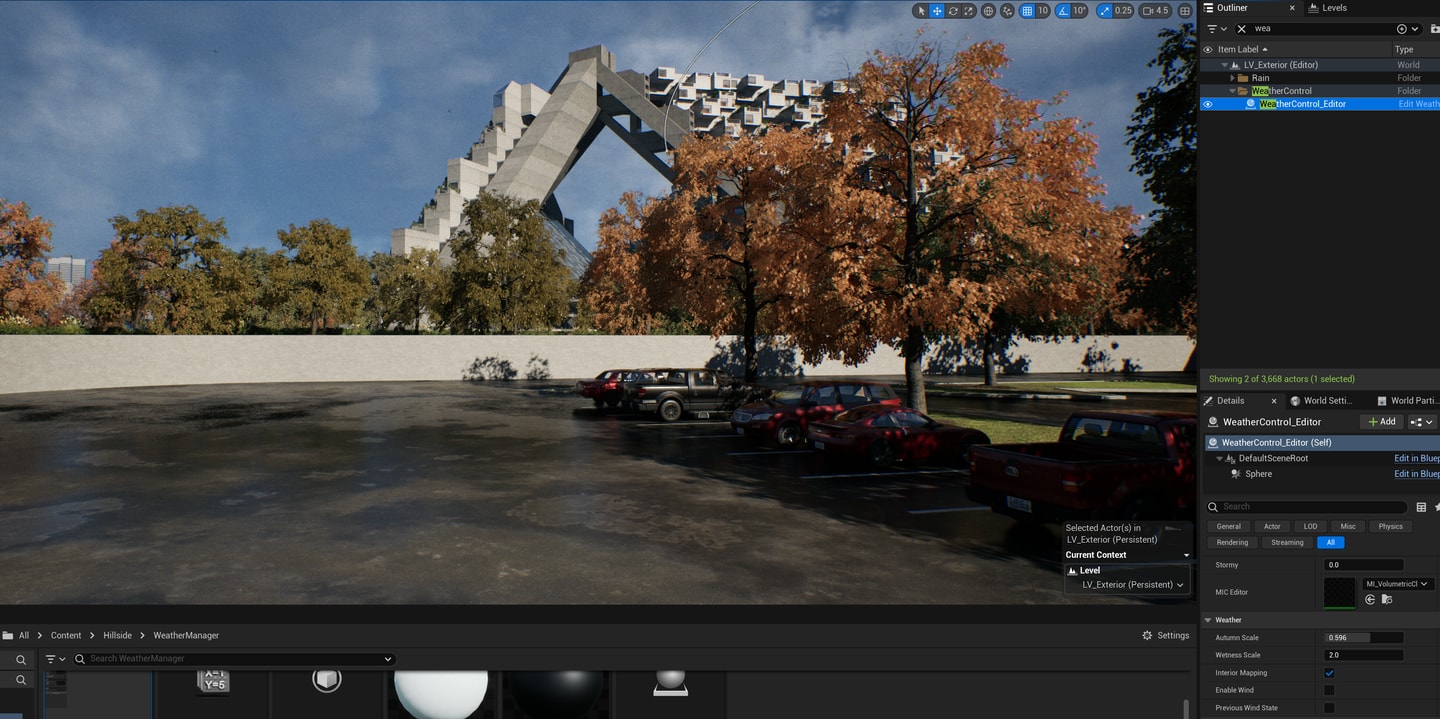 10
10°
0.25
4.5
Outliner
Levels
wea
Item Label
Type
LV_Exterior (Editor)
World
Rain
Folder
WeatherControl
Folder
WeatherControl_Editor
Edit Weath
Showing 2 of 3,668 actors (1 selected)
Details
World Setti...
World Parti...
WeatherControl_Editor
Add
WeatherControl_Editor (Self)
DefaultSceneRoot
Edit in Bluep
Sphere
Edit in Bluep
Search
General
Actor
LOD
Misc
Physics
Rendering
Streaming
All
Stormy
0.0
MIC Editor
MI_VolumetricCl
Weather
Autumn Scale
0.596
Wetness Scale
2.0
Interior Mapping
Enable Wind
Previous Wind State
Selected Actor(s) in
LV_Exterior (Persistent)
Current Context
Level
LV_Exterior (Persistent)
All
Content
Hillside
WeatherManager
Settings
Search WeatherManager
X=1
Y=5